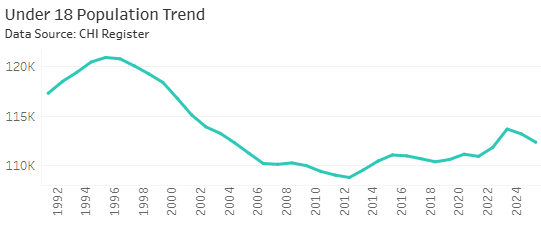 Under 18 Population Trend
Data Source: CHI Register
120K
115K
110K
1992 1994 1996 1998 2000 2002 2004 2006 2008 2010 2012 2014 2016 2018 2020 2022 2024